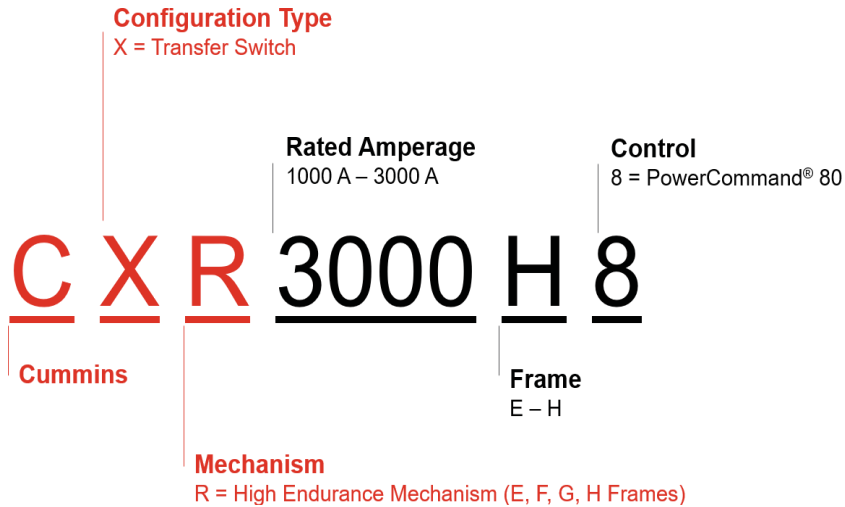 Configuration Type
X = Transfer Switch
Rated Amperage
1000 A – 3000 A
Control
8 = PowerCommand® 80
C X R 3000 H 8
Cummins
Frame
E – H
Mechanism
R = High Endurance Mechanism (E, F, G, H Frames)